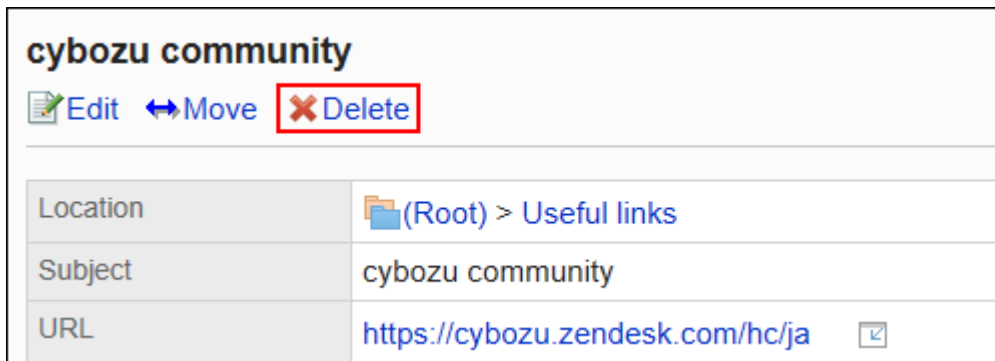 cybozu community
Edit Move Delete
Location (Root) > Useful links
Subject cybozu community
URL https://cybozu.zendesk.com/hc/ja